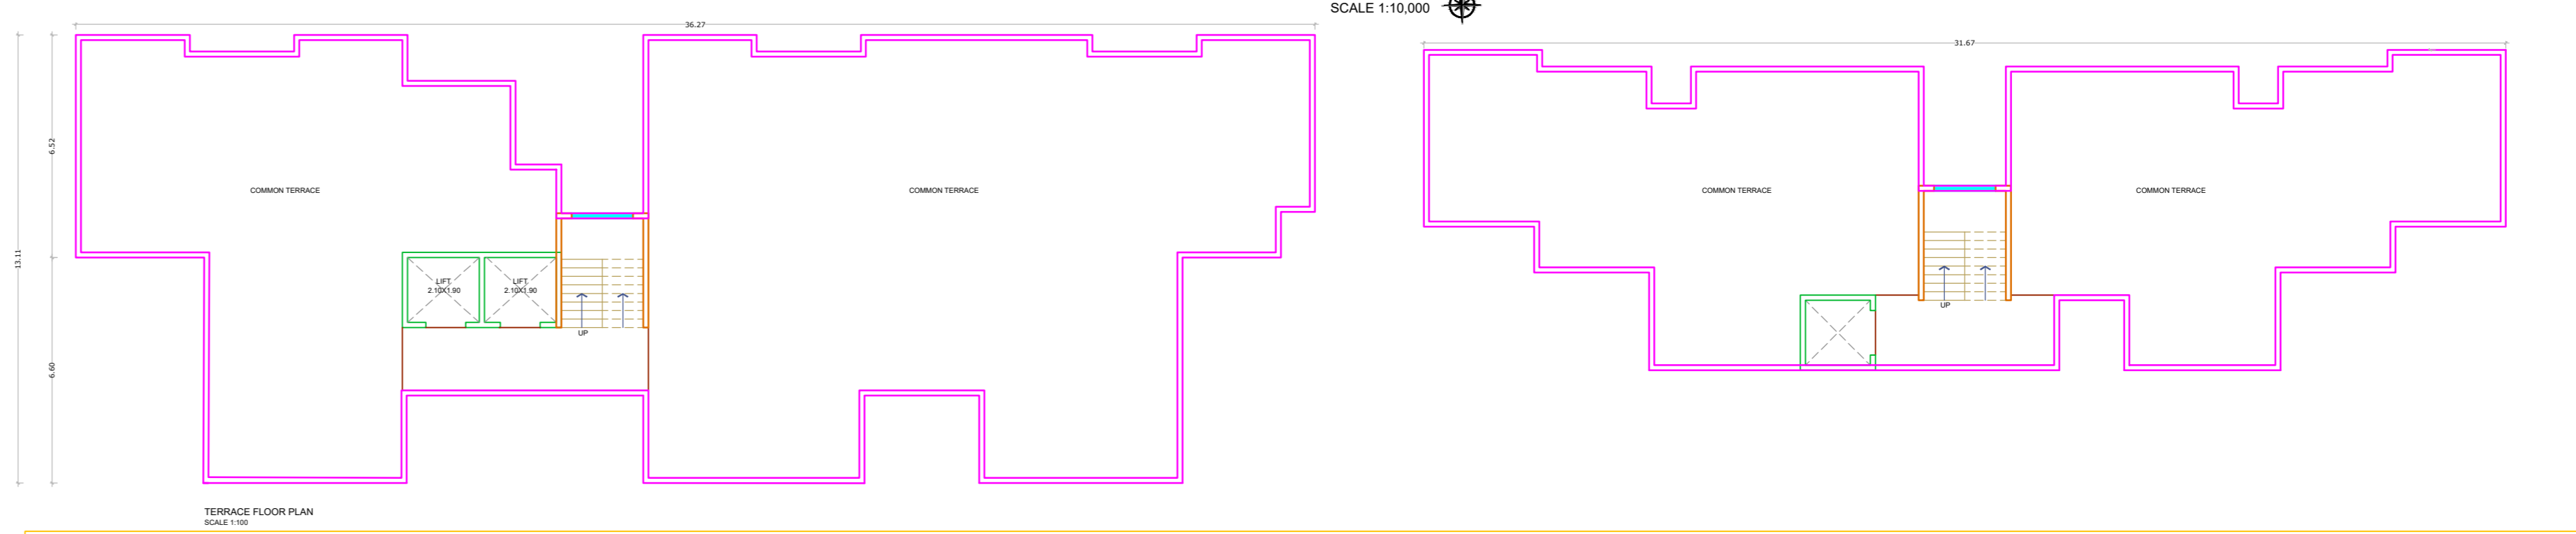 SCALE 1:10,000
36.27
31.67
6.52
13.11
6.60
COMMON TERRACE
COMMON TERRACE
COMMON TERRACE
COMMON TERRACE
LIFT
2.10X1.90
LIFT
2.10X1.90
UP
UP
TERRACE FLOOR PLAN
SCALE 1:100